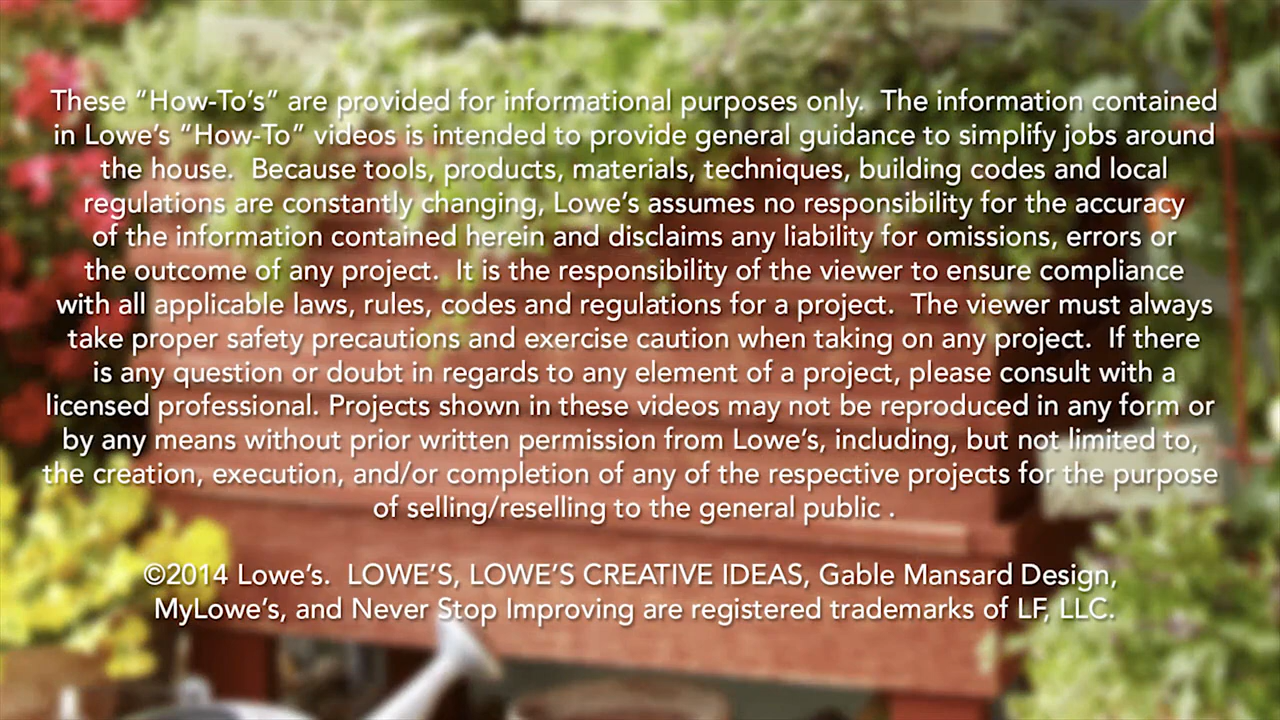 These “How-To’s” are provided for informational purposes only.  The information contained
in Lowe’s “How-To” videos is intended to provide general guidance to simplify jobs around
the house.  Because tools, products, materials, techniques, building codes and local
regulations are constantly changing, Lowe’s assumes no responsibility for the accuracy
of the information contained herein and disclaims any liability for omissions, errors or
the outcome of any project.  It is the responsibility of the viewer to ensure compliance
with all applicable laws, rules, codes and regulations for a project.  The viewer must always
take proper safety precautions and exercise caution when taking on any project.  If there
is any question or doubt in regards to any element of a project, please consult with a
licensed professional. Projects shown in these videos may not be reproduced in any form or
by any means without prior written permission from Lowe’s, including, but not limited to,
the creation, execution, and/or completion of any of the respective projects for the purpose
of selling/reselling to the general public .
©2014 Lowe’s.  LOWE’S, LOWE’S CREATIVE IDEAS, Gable Mansard Design,
MyLowe’s, and Never Stop Improving are registered trademarks of LF, LLC.